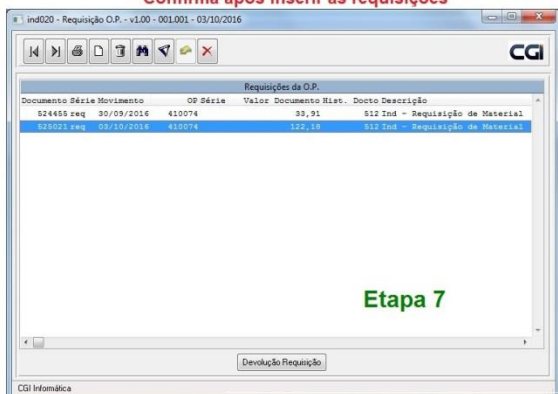 Confirma após inserir as requisições
ind020 - Requisição O.P. - v1.00 - 001.001 - 03/10/2016
CGI
Requisições da O.P.
Documento Série Movimento OP Série Valor Documento Hist. Docto Descrição
524455 req 30/09/2016 410074 33,91 512 Ind - Requisição de Material
525021 req 03/10/2016 410074 122,18 512 Ind - Requisição de Material
Etapa 7
Devolução Requisição
CGI Informática